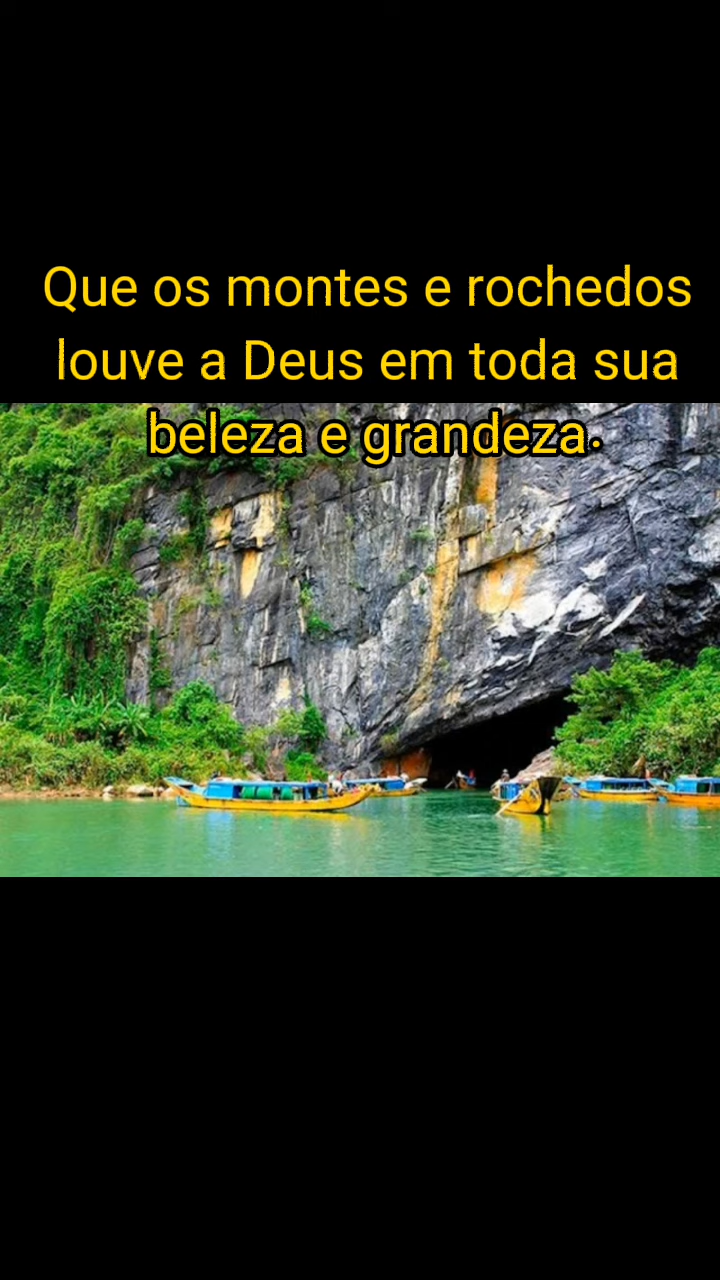 Que os montes e rochedos
louve a Deus em toda sua
beleza e grandeza.